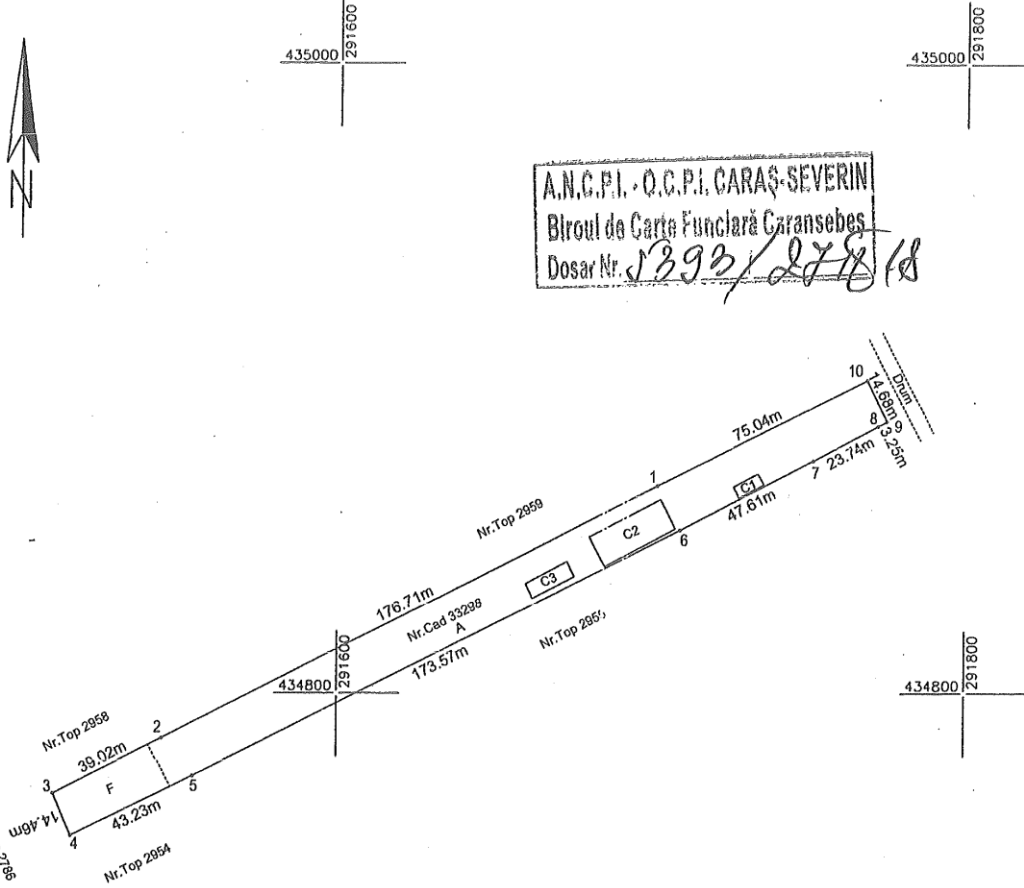 435000
291600
435000
291800
N
A.N.C.P.I. - O.C.P.I. CARAŞ-SEVERIN
Biroul de Carte Funciară Caransebeş
Dosar Nr.
10
Drum
14.68m
75.04m
8
9
3.25m
23.74m
7
1
C1
47.61m
Nr.Top 2959
C2
6
C3
176.71m
Nr.Cad 33298
A
Nr.Top
173.57m
434800
291600
434800
291800
Nr.Top 2958
2
39.02m
3
F
5
14.46m
43.23m
4
Nr.Top 2954
2786